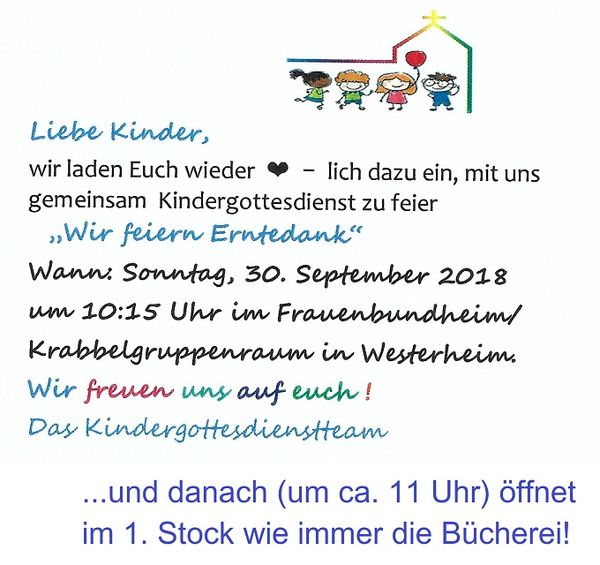 Liebe Kinder,
wir laden Euch wieder ❤ – lich dazu ein, mit uns
gemeinsam Kindergottesdienst zu feier
„Wir feiern Erntedank“
Wann: Sonntag, 30. September 2018
um 10:15 Uhr im Frauenbundheim/
Krabbelgruppenraum in Westerheim.
Wir freuen uns auf euch !
Das Kindergottesdienstteam
...und danach (um ca. 11 Uhr) öffnet
im 1. Stock wie immer die Bücherei!